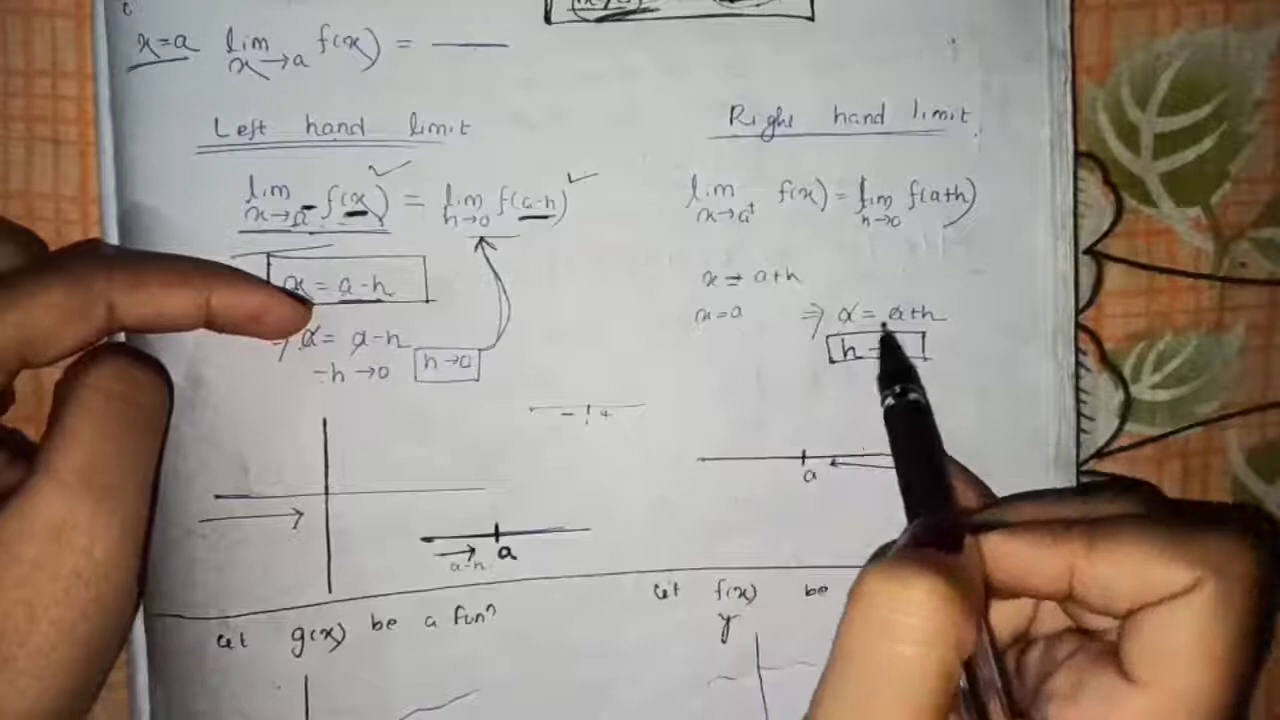 x=a lim x→a f(x) = —
Left hand limit
lim x→a⁻ f(x) = lim h→0 f(a-h)
x = a-h
a = a-h
-h →0 h→0
- +
a
a-h
Right hand limit
lim x→a⁺ f(x) = lim h→0 f(a+h)
x = a+h
x=a ⇒ a = a+h
h
a
let g(x) be a fun?
let f(x) be
y